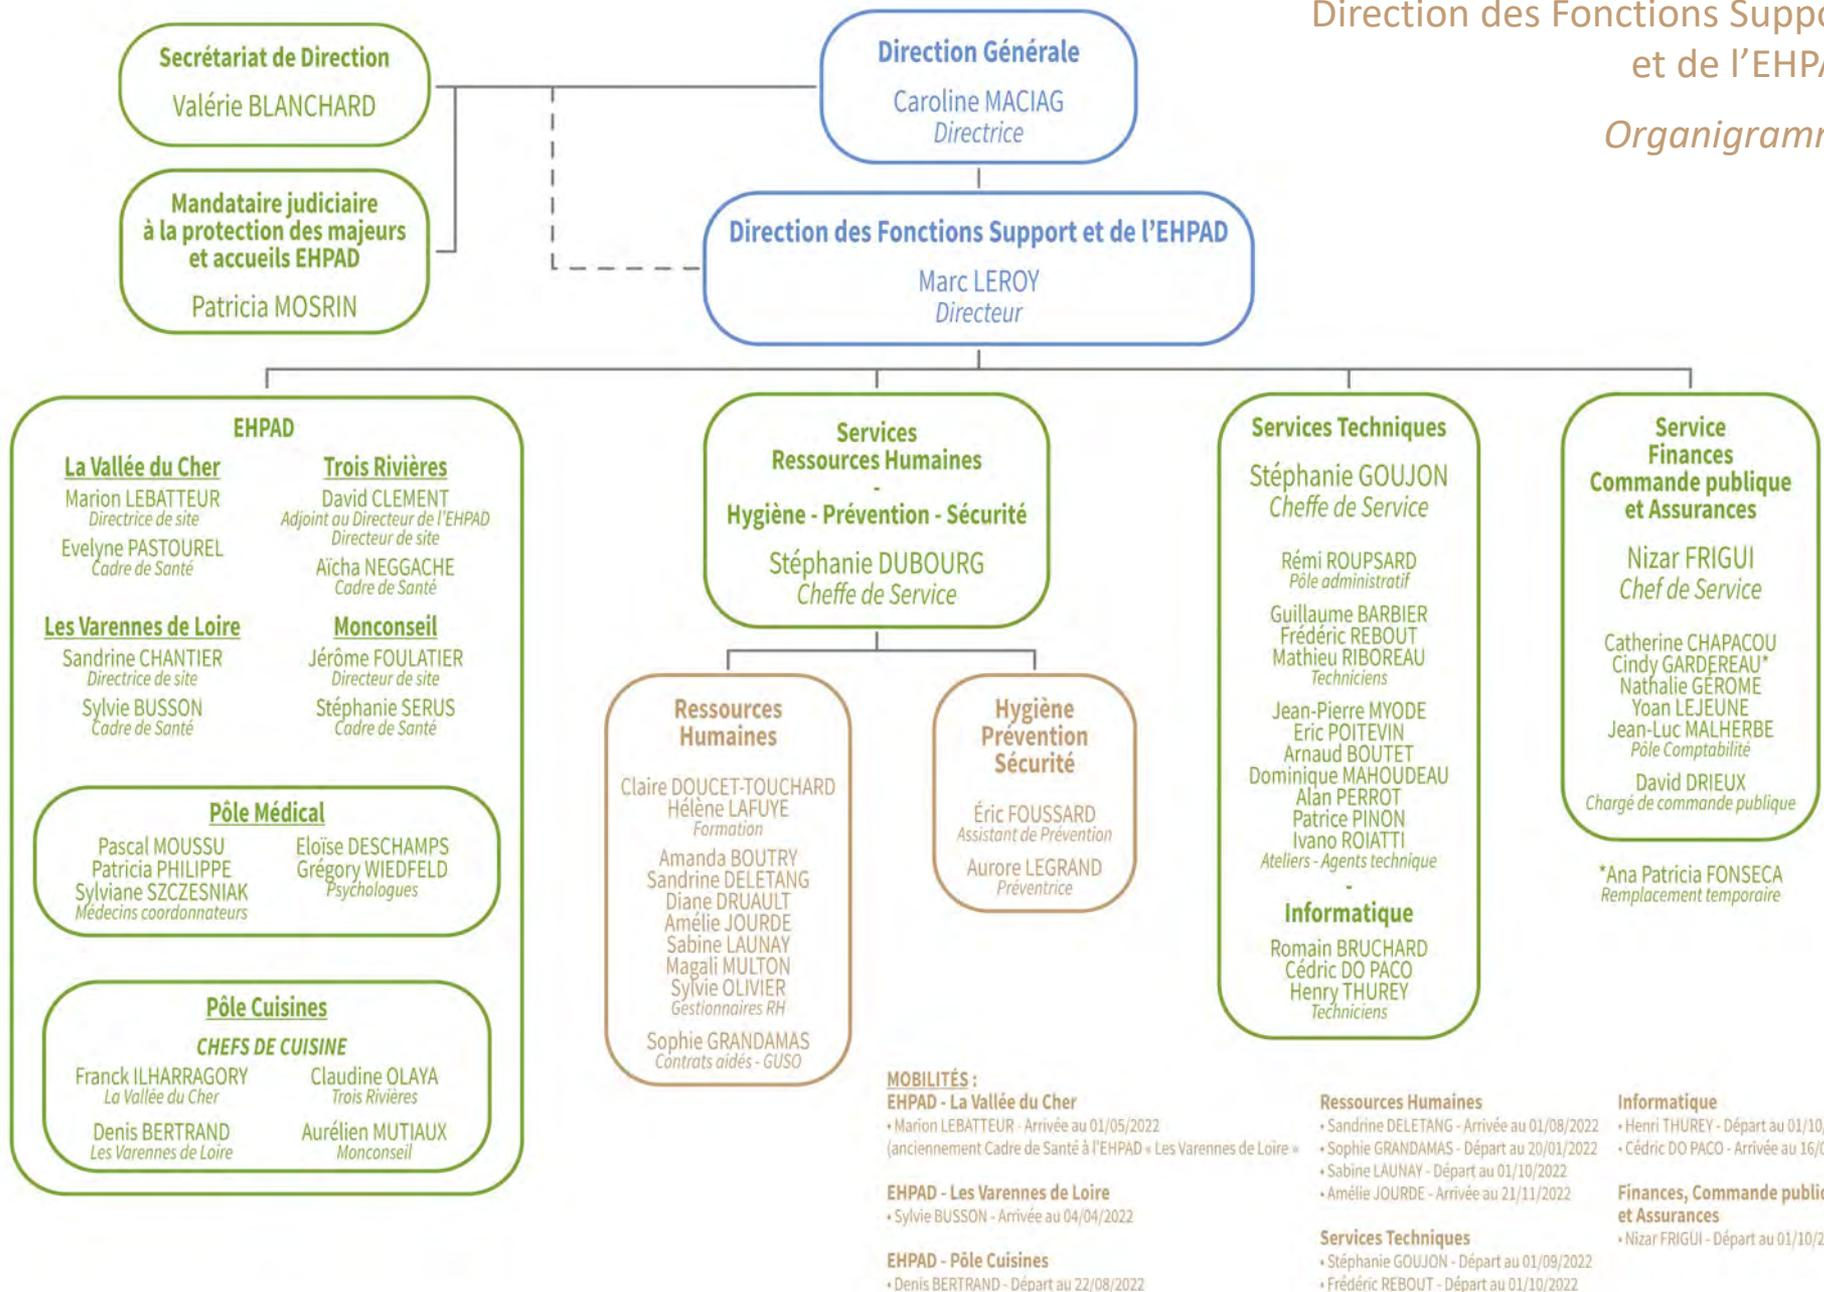 Direction des Fonctions
et de l'
Secrétariat de Direction
Valérie BLANCHARD
Direction Générale
Caroline MACIAG
Directrice
Mandataire judiciaire
à la protection des majeurs
et accueils EHPAD
Patricia MOSRIN
Direction des Fonctions Support et de l'EHPAD
Marc LEROY
Directeur
EHPAD
La Vallée du Cher
Marion LEBATTEUR
Directrice de site
Evelyne PASTOUREL
Cadre de Santé
Trois Rivières
David CLEMENT
Adjoint au Directeur de l'EHPAD
Directeur de site
Aïcha NEGGACHE
Cadre de Santé
Les Varennes de Loire
Sandrine CHANTIER
Directrice de site
Sylvie BUSSON
Cadre de Santé
Monconseil
Jérôme FOULATIER
Directeur de site
Stéphanie SERUS
Cadre de Santé
Pôle Médical
Pascal MOUSSU
Patricia PHILIPPE
Sylviane SZCZESNIAK
Médecins coordonnateurs
Eloïse DESCHAMPS
Grégory WIEDFELD
Psychologues
Pôle Cuisines
CHEFS DE CUISINE
Franck ILHARRAGORY
La Vallée du Cher
Claudine OLAYA
Trois Rivières
Denis BERTRAND
Les Varennes de Loire
Aurélien MUTIAUX
Monconseil
Services
Ressources Humaines
-
Hygiène - Prévention - Sécurité
Stéphanie DUBOURG
Cheffe de Service
Ressources
Humaines
Claire DOUCET-TOUCHARD
Hélène LAFUYE
Formation
Amanda BOUTRY
Sandrine DELETANG
Diane DRUAULT
Amélie JOURDE
Sabine LAUNAY
Magali MULTON
Sylvie OLIVIER
Gestionnaires RH
Sophie GRANDAMAS
Contrats aidés - GUSO
Hygiène
Prévention
Sécurité
Éric FOUSSARD
Assistant de Prévention
Aurore LEGRAND
Préventrice
Services Techniques
Stéphanie GOUJON
Cheffe de Service
Rémi ROUPSARD
Pôle administratif
Guillaume BARBIER
Frédéric REBOUT
Mathieu RIBOREAU
Techniciens
Jean-Pierre MYODE
Eric POITEVIN
Arnaud BOUTET
Dominique MAHOUDEAU
Alan PERROT
Patrice PINON
Ivano ROIATTI
Ateliers - Agents technique
-
Informatique
Romain BRUCHARD
Cédric DO PACO
Henry THUREY
Techniciens
Service
Finances
Commande publique
et Assurances
Nizar FRIGUI
Chef de Service
Catherine CHAPACOU
Cindy GARDEREAU*
Nathalie GÉROME
Yoan LEJEUNE
Jean-Luc MALHERBE
Pôle Comptabilité
David DRIEUX
Chargé de commande publique
*Ana Patricia FONSECA
Remplacement temporaire
MOBILITÉS :
EHPAD - La Vallée du Cher
• Marion LEBATTEUR - Arrivée au 01/05/2022
(anciennement Cadre de Santé à l'EHPAD « Les Varennes de Loire »
EHPAD - Les Varennes de Loire
• Sylvie BUSSON - Arrivée au 04/04/2022
EHPAD - Pôle Cuisines
• Denis BERTRAND - Départ au 22/08/2022
Ressources Humaines
• Sandrine DELETANG - Arrivée au 01/08/2022
• Sophie GRANDAMAS - Départ au 20/01/2022
• Sabine LAUNAY - Départ au 01/10/2022
• Amélie JOURDE - Arrivée au 21/11/2022
Services Techniques
• Stéphanie GOUJON - Départ au 01/09/2022
• Frédéric REBOUT - Départ au 01/10/2022
Informatique
• Henri THUREY - Départ au 01/10/
• Cédric DO PACO - Arrivée au 16/
Finances, Commande
et Assurances
• Nizar FRIGUI - Départ au 01/10/2